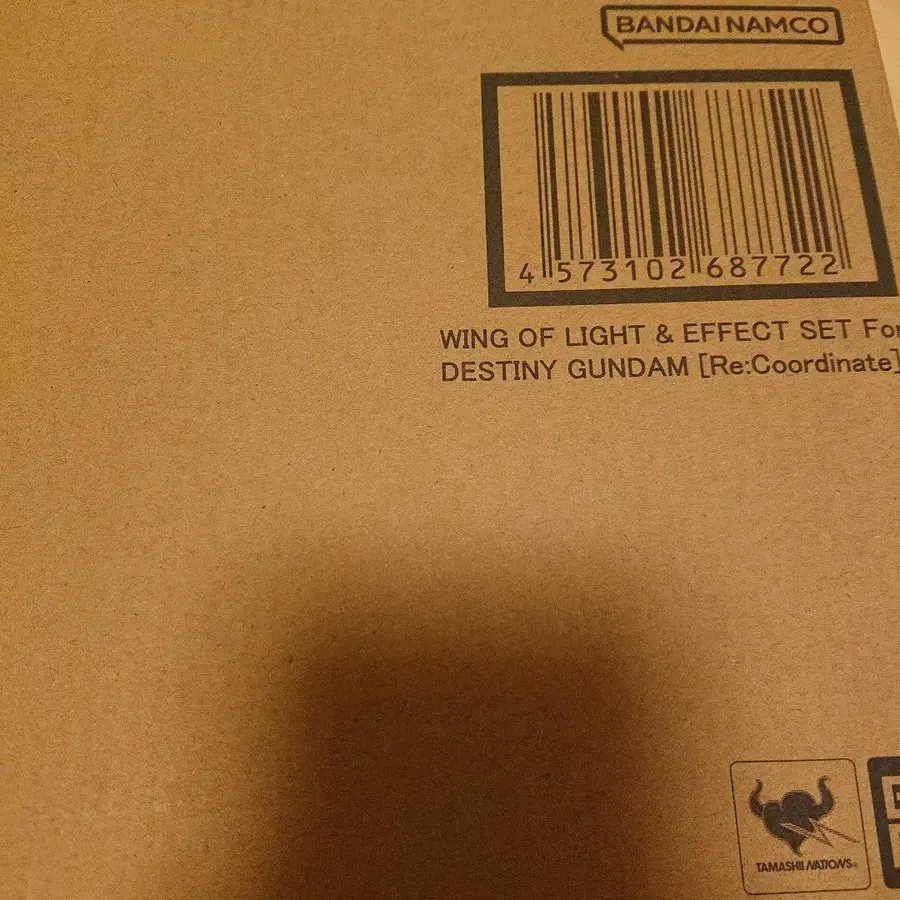 BANDAI NAMCO
4 573102 687722
WING OF LIGHT & EFFECT SET For
DESTINY GUNDAM [Re:Coordinate]
TAMASHII NATIONS